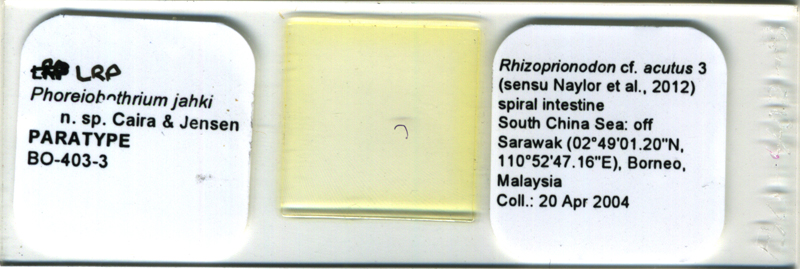 LRP
Phoreiobothrium jahki
n. sp. Caira & Jensen
PARATYPE
BO-403-3
Rhizoprionodon cf. acutus 3
(sensu Naylor et al., 2012)
spiral intestine
South China Sea: off
Sarawak (02°49'01.20"N,
110°52'47.16"E), Borneo,
Malaysia
Coll.: 20 Apr 2004